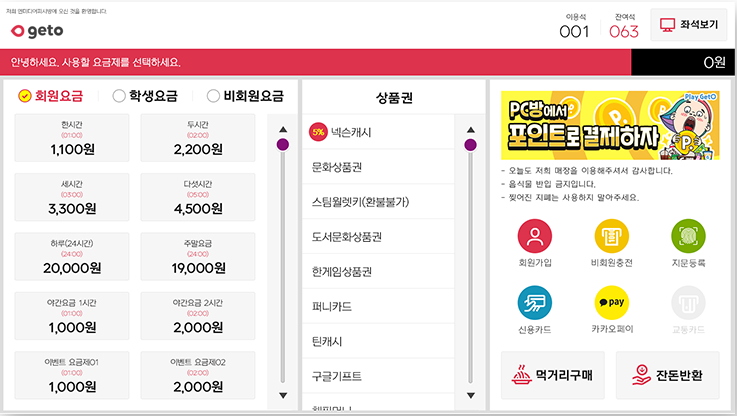 저희 엔미디어피시방에 오신 것을 환영합니다.
geto
이용석
001
잔여석
063
좌석보기
안녕하세요. 사용할 요금제를 선택하세요.
0원
회원요금
학생요금
비회원요금
한시간
(01:00)
1,100원
두시간
(02:00)
2,200원
세시간
(03:00)
3,300원
다섯시간
(05:00)
4,500원
하루(24시간)
(24:00)
20,000원
주말요금
(24:00)
19,000원
야간요금 1시간
(01:00)
1,000원
야간요금 2시간
(02:00)
2,000원
이벤트 요금제01
(01:00)
1,000원
이벤트 요금제02
(02:00)
2,000원
상품권
5% 넥슨캐시
문화상품권
스팀월렛키(환불불가)
도서문화상품권
한게임상품권
퍼니카드
틴캐시
구글기프트
Play GetO
PC방에서
포인트로 결제하자
P
- 오늘도 저희 매장을 이용해주셔서 감사합니다.
- 음식물 반입 금지입니다.
- 찢어진 지폐는 사용하지 말아주세요.
회원가입
비회원충전
지문등록
신용카드
pay
카카오페이
교통카드
먹거리구매
잔돈반환